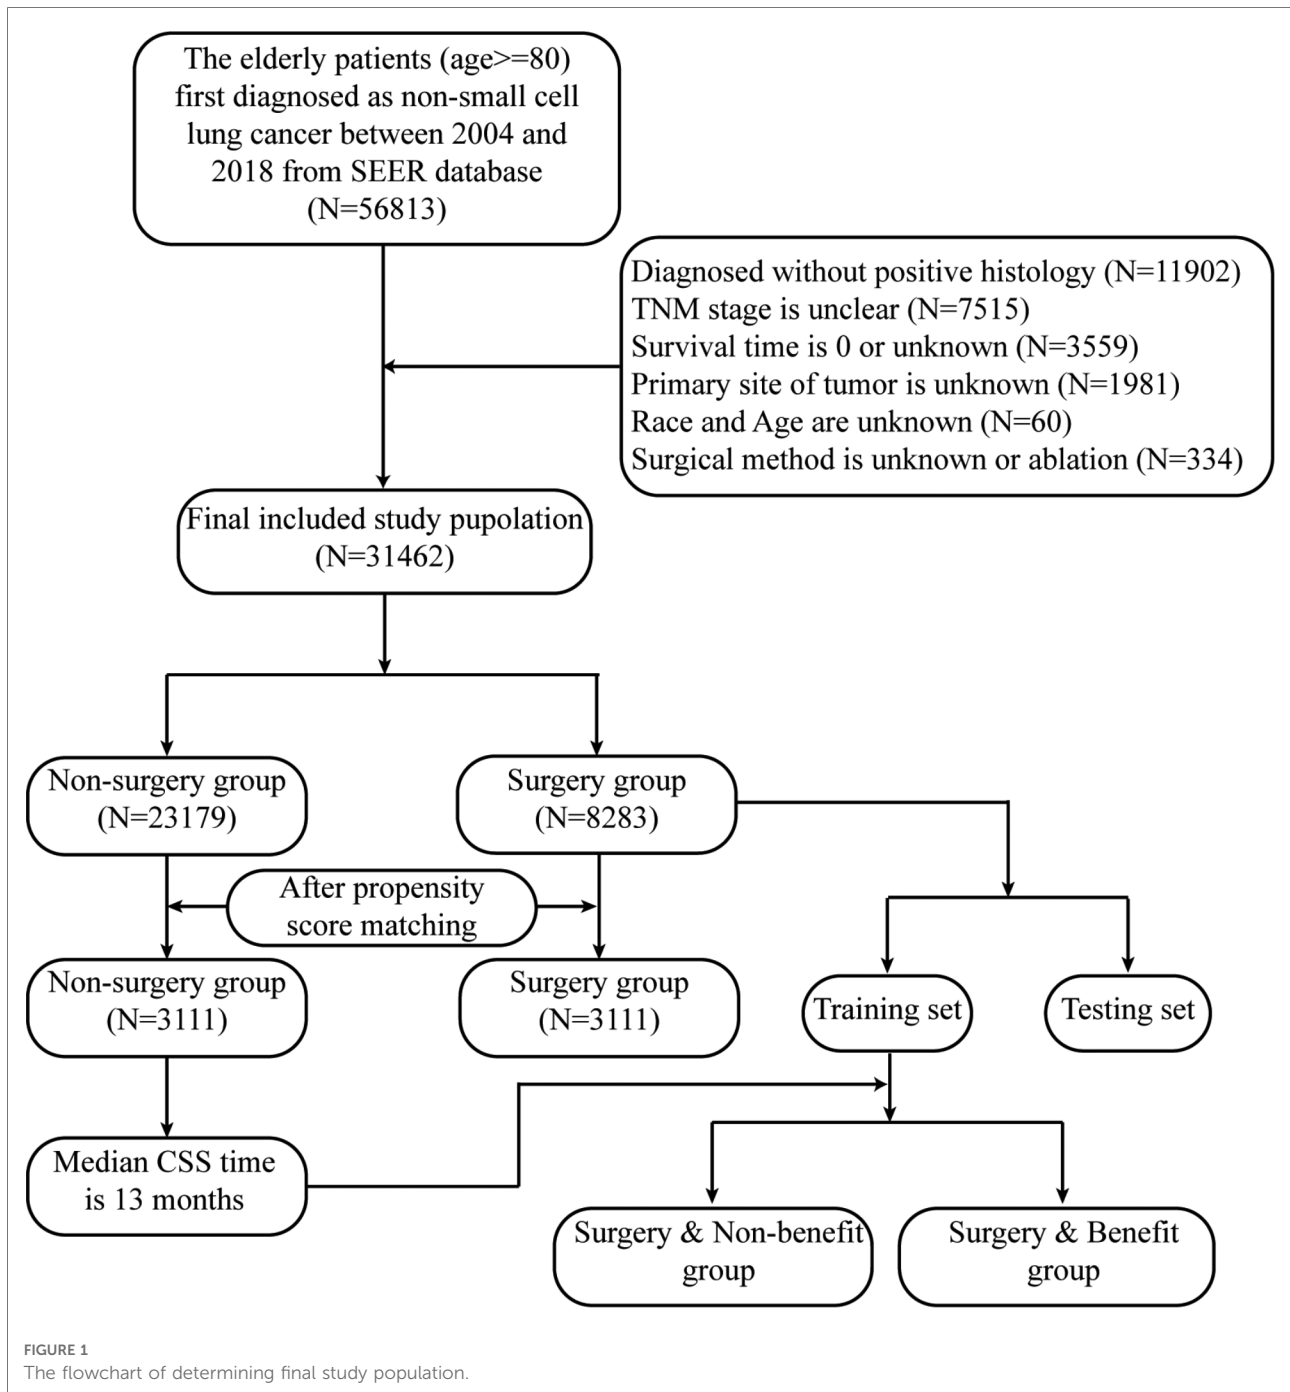 The elderly patients (age>=80)
first diagnosed as non-small cell
lung cancer between 2004 and
2018 from SEER database
(N=56813)
Diagnosed without positive histology (N=11902)
TNM stage is unclear (N=7515)
Survival time is 0 or unknown (N=3559)
Primary site of tumor is unknown (N=1981)
Race and Age are unknown (N=60)
Surgical method is unknown or ablation (N=334)
Final included study pupolation
(N=31462)
Non-surgery group
(N=23179)
Surgery group
(N=8283)
After propensity
score matching
Non-surgery group
(N=3111)
Surgery group
(N=3111)
Training set
Testing set
Median CSS time
is 13 months
Surgery & Non-benefit
group
Surgery & Benefit
group
FIGURE 1
The flowchart of determining final study population.